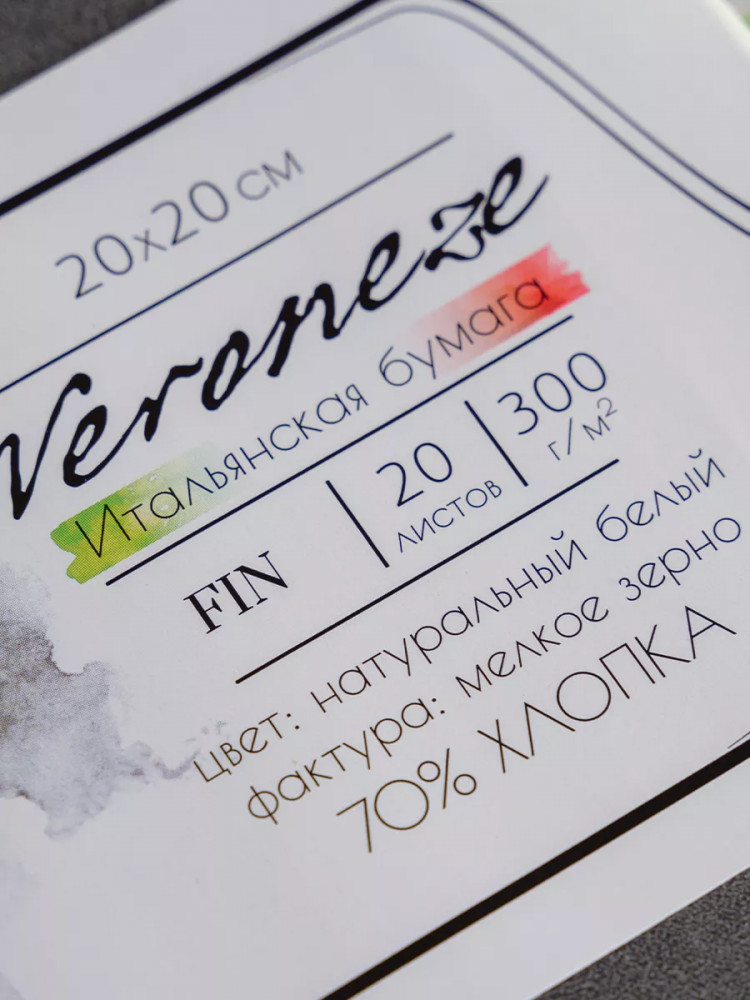 20x20 см
Veroneze
Итальянская бумага
FIN
20
листов
300
г/м²
цвет: натуральный белый
фактура: мелкое зерно
70% ХЛОПКА